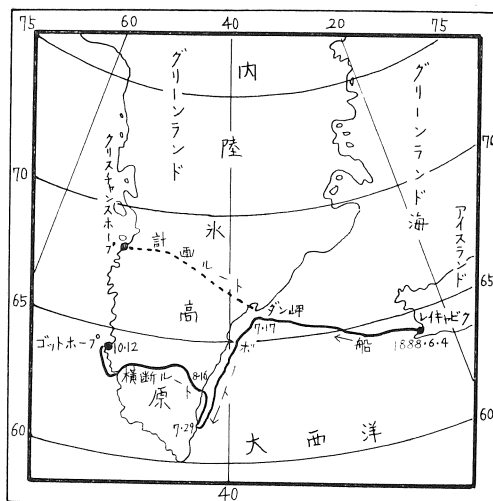 75
60
40
20
75
グリーンランド
内陸氷高原
グリーンランド海
クリスチャンスホープ
アイスランド
70
70
計画ルート
65
65
ダン岬
7・17
レイキャビク
ゴットホープ
10・12
ボート
←船
1888・6・4
横断ルート
8・16
7・29
60
60
大西洋
40